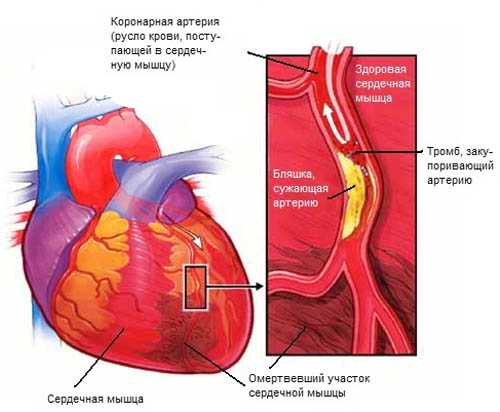 Коронарная артерия
(русло крови, посту-
пающей в сердеч-
ную мышцу)
Здоровая
сердечная
мышца
Тромб, заку-
поривающий
артерию
Бляшка,
сужающая
артерию
Омертвевший участок
сердечной мышцы
Сердечная мышца